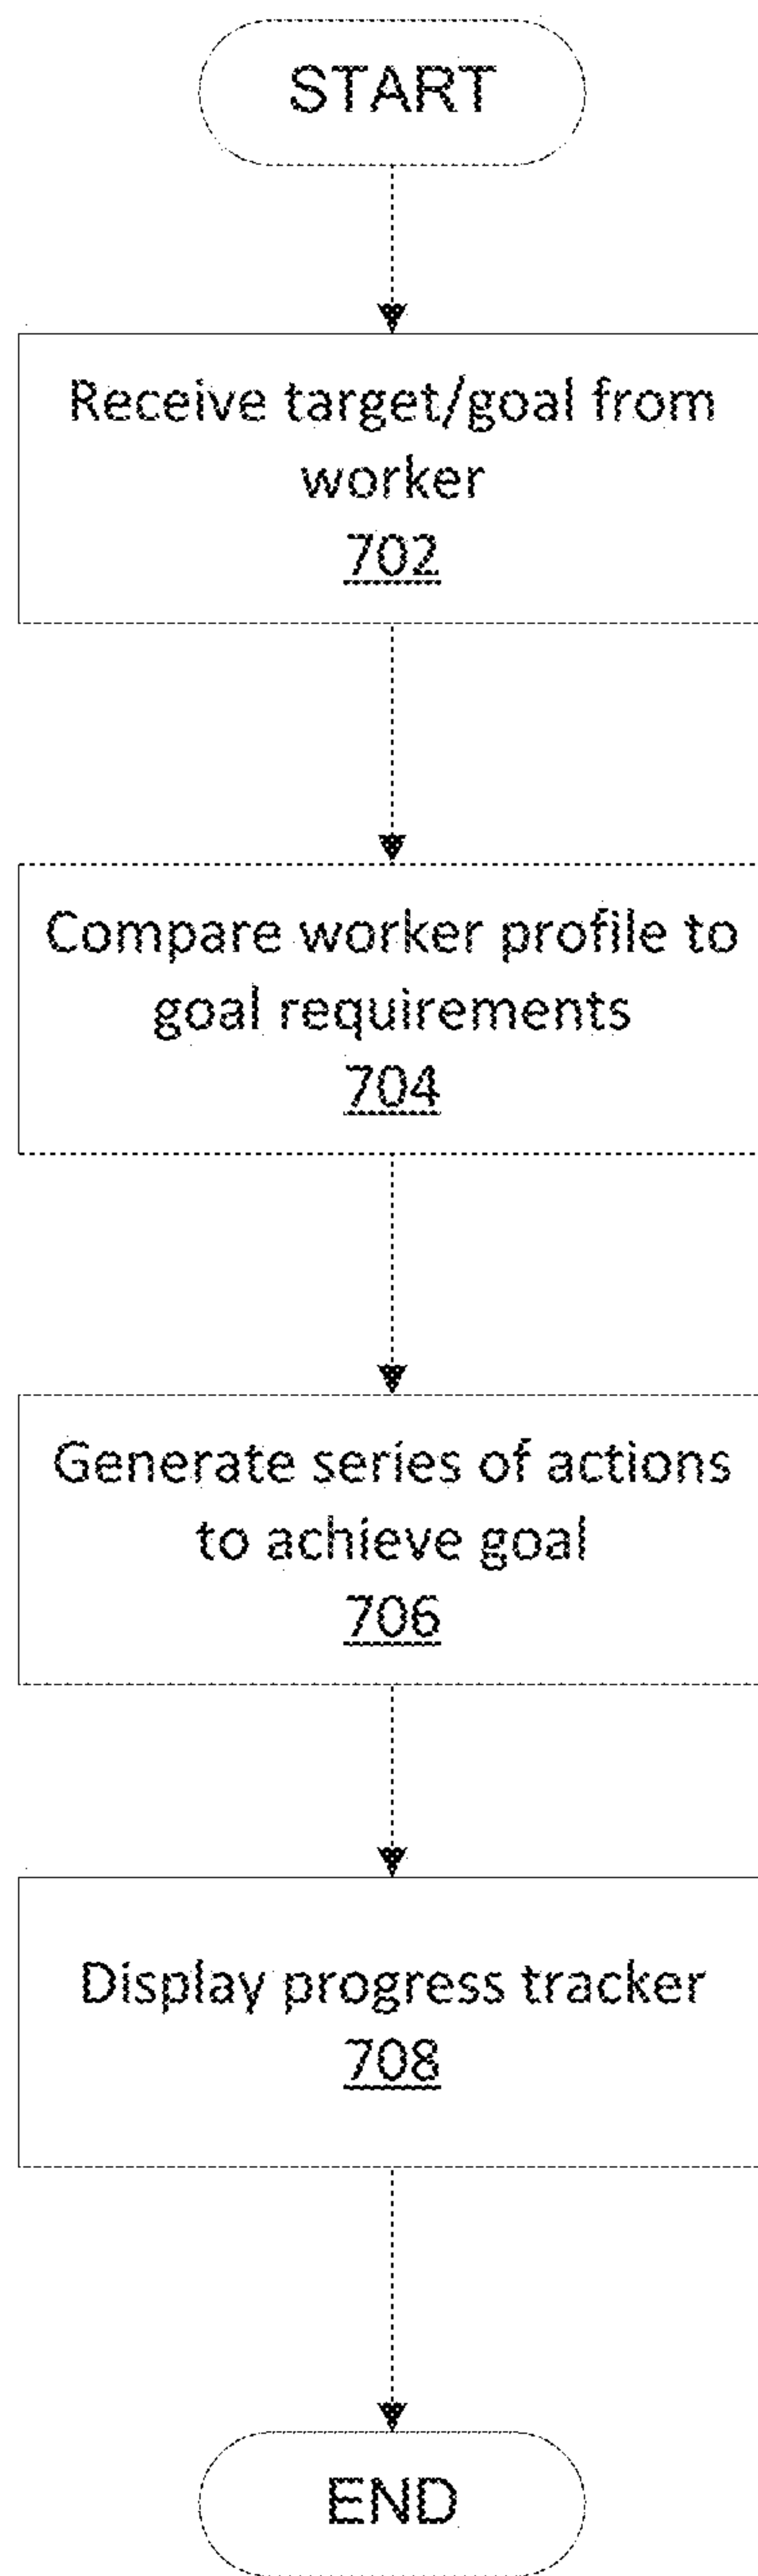 START
Receive target/goal from
worker
702
Compare worker profile to
goal requirements
704
Generate series of actions
to achieve goal
706
Display progress tracker
708
END